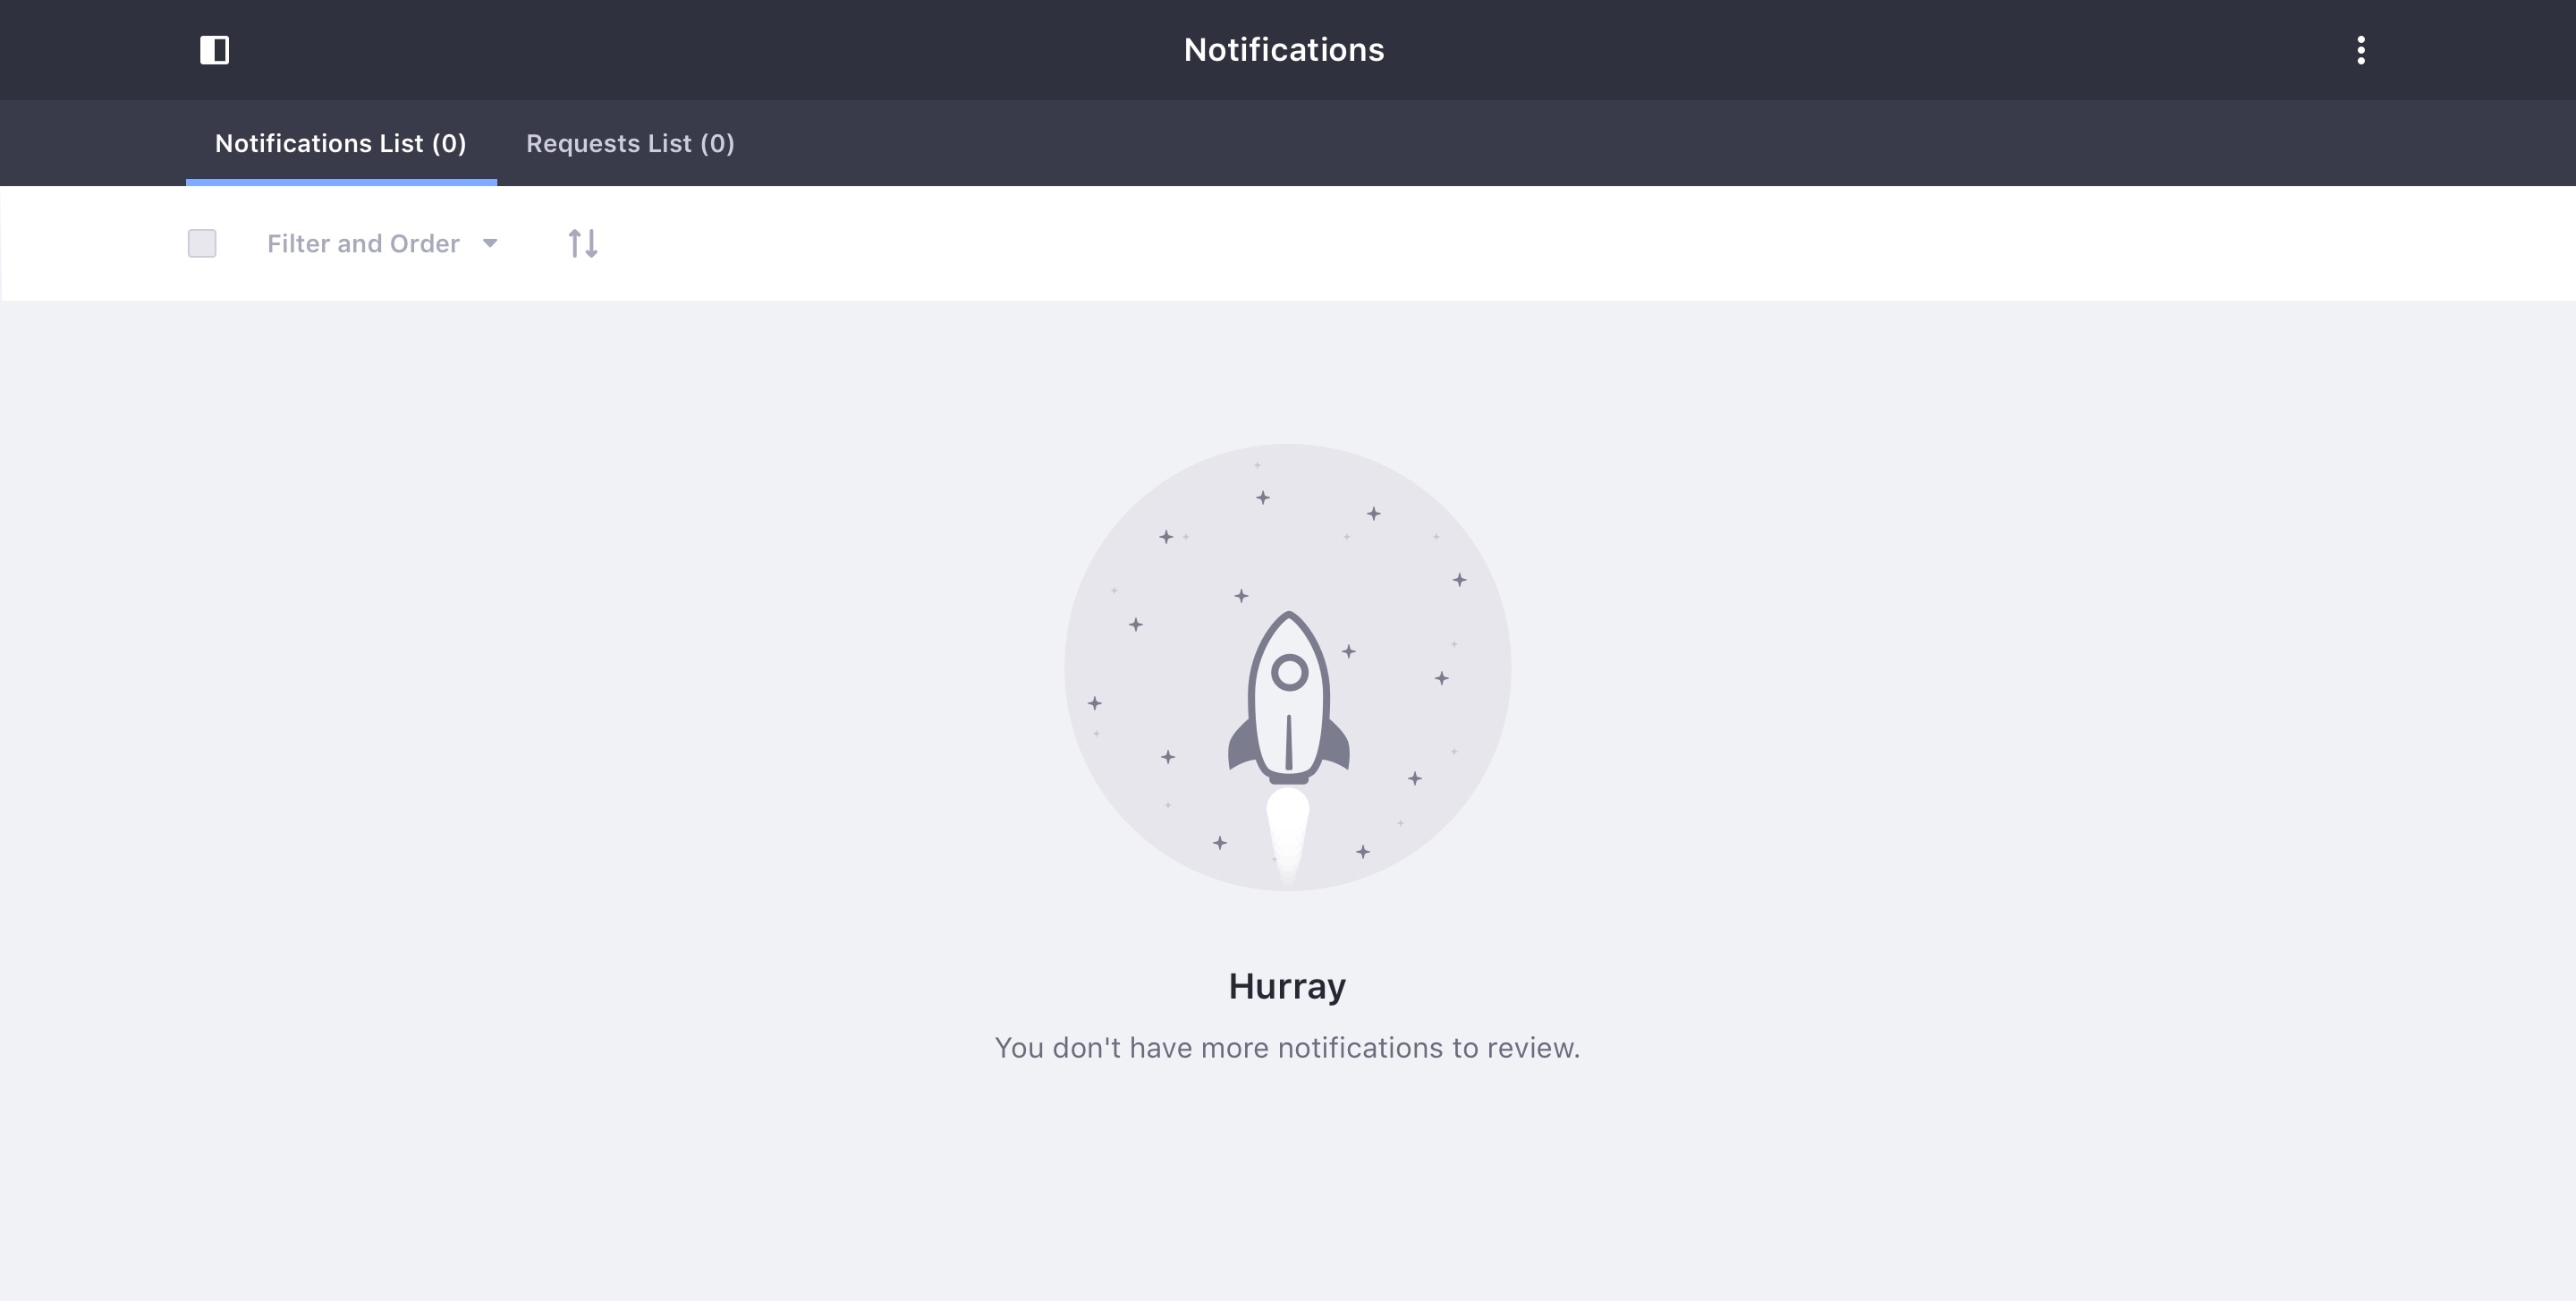 Notifications
Notifications List (0)
Requests List (0)
Filter and Order
Hurray
You don't have more notifications to review.